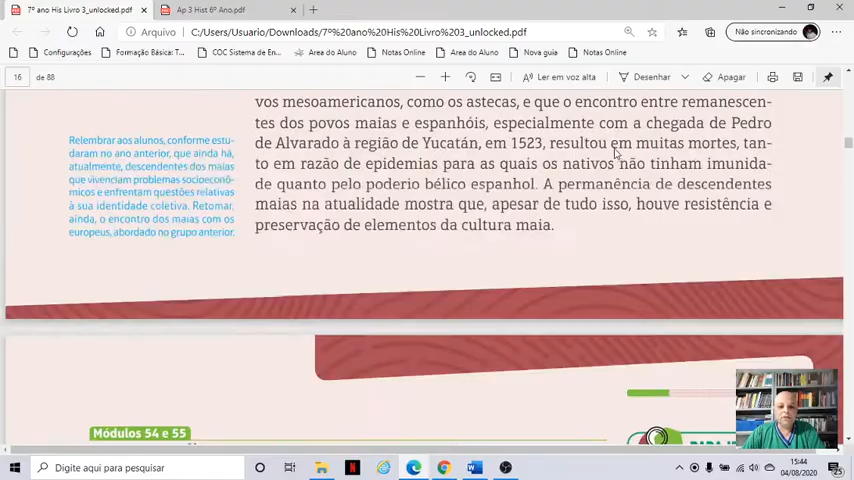 7º ano His Livro 3_unlocked.pdf
Ap 3 Hist 6º Ano.pdf
Arquivo
C:/Users/Usuario/Downloads/7º%20ano%20His%20Livro%203_unlocked.pdf
Não sincronizando
Configurações
Formação Básica: T...
COC Sistema de En...
Area do Aluno
Notas Online
Area do Aluno
Nova guia
Notas Online
16 de 88
Ler em voz alta
Desenhar
Apagar
vos mesoamericanos, como os astecas, e que o encontro entre remanescen-
tes dos povos maias e espanhóis, especialmente com a chegada de Pedro
de Alvarado à região de Yucatán, em 1523, resultou em muitas mortes, tan-
to em razão de epidemias para as quais os nativos não tinham imunida-
de quanto pelo poderio bélico espanhol. A permanência de descendentes
maias na atualidade mostra que, apesar de tudo isso, houve resistência e
preservação de elementos da cultura maia.
Relembrar aos alunos, conforme estu-
daram no ano anterior, que ainda há,
atualmente, descendentes dos maias
que vivenciam problemas socioeconô-
micos e enfrentam questões relativas
à sua identidade coletiva. Retomar,
ainda, o encontro dos maias com os
europeus, abordado no grupo anterior.
Módulos 54 e 55
Digite aqui para pesquisar
15:44
04/08/2020
25